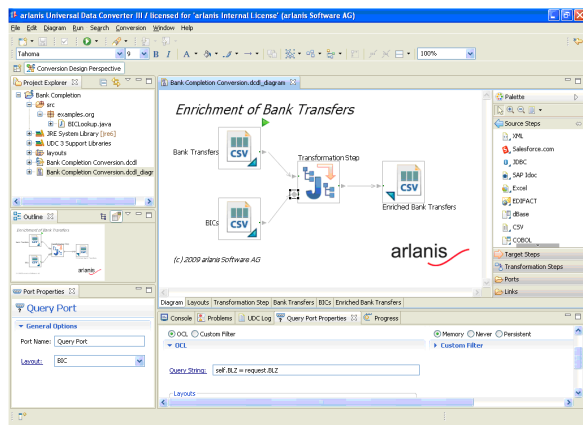 arlanis Universal Data Converter III / licensed for 'arlanis Internal License' (arlanis Software AG)
File Edit Diagram Run Search Conversion Window Help
Tahoma 9 B I A 100%
Conversion Design Perspective
Project Explorer
Bank Completion
src
examples.org
BICLookup.java
JRE System Library [jre6]
UDC 3 Support Libraries
layouts
Bank Completion Conversion.dcdl
Bank Completion Conversion.dcdl_diagr
Outline
Enrichment of Bank Transfers
arlanis
Port Properties
Query Port
General Options
Port Name: Query Port
Layout: BIC
Bank Completion Conversion.dcdl_diagram
Enrichment of Bank Transfers
Bank Transfers
CSV
Transformation Step
CSV
Enriched Bank Transfers
BICs
CSV
(c) 2009 arlanis Software AG
arlanis
Diagram Layouts Transformation Step Bank Transfers BICs Enriched Bank Transfers
Palette
Source Steps
XML
Salesforce.com
JDBC
SAP Idoc
Excel
EDIFACT
dBase
CSV
COBOL
Target Steps
Transformation Steps
Ports
Links
Console Problems UDC Log Query Port Properties Progress
OCL Custom Filter
Memory Never Persistent
OCL
Custom Filter
Query String: self.BLZ = request.BLZ
Layouts